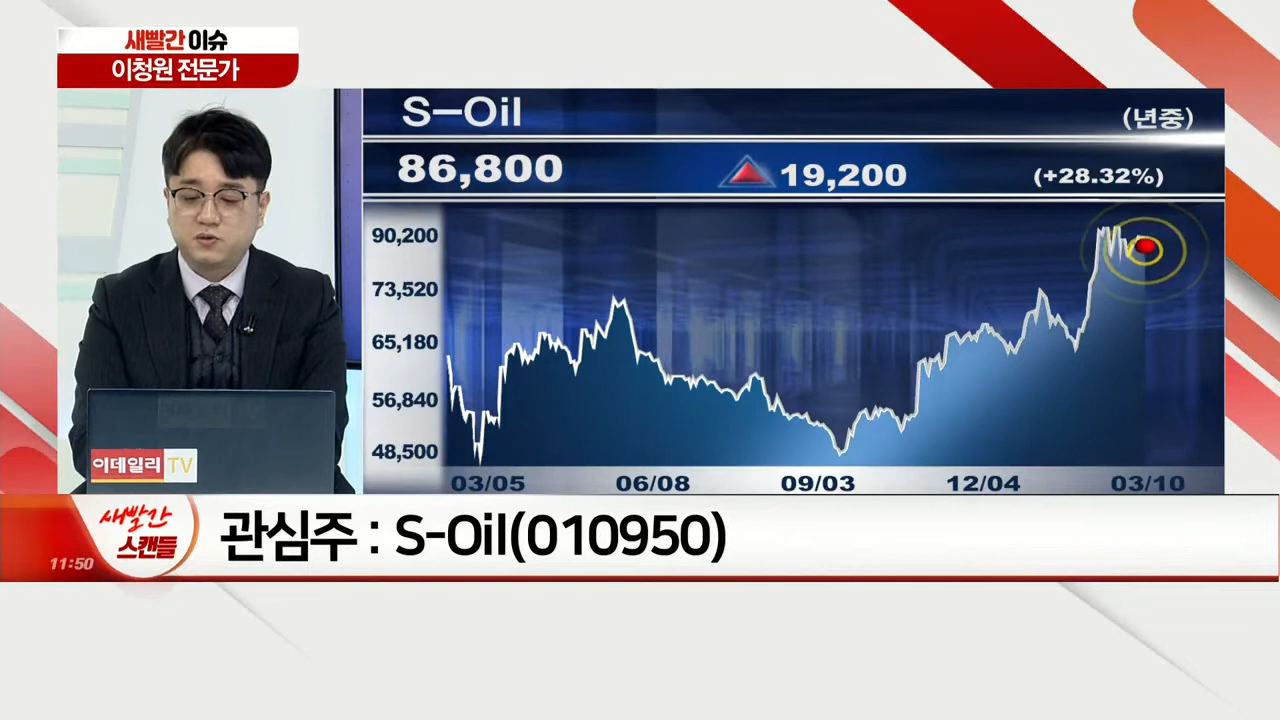 새빨간 이슈
이청원 전문가
S-Oil
(년중)
86,800
▲ 19,200
(+28.32%)
90,200
73,520
65,180
56,840
48,500
03/05
06/08
09/03
12/04
03/10
이데일리 TV
새빨간
스캔들
11:50
관심주 : S-Oil(010950)